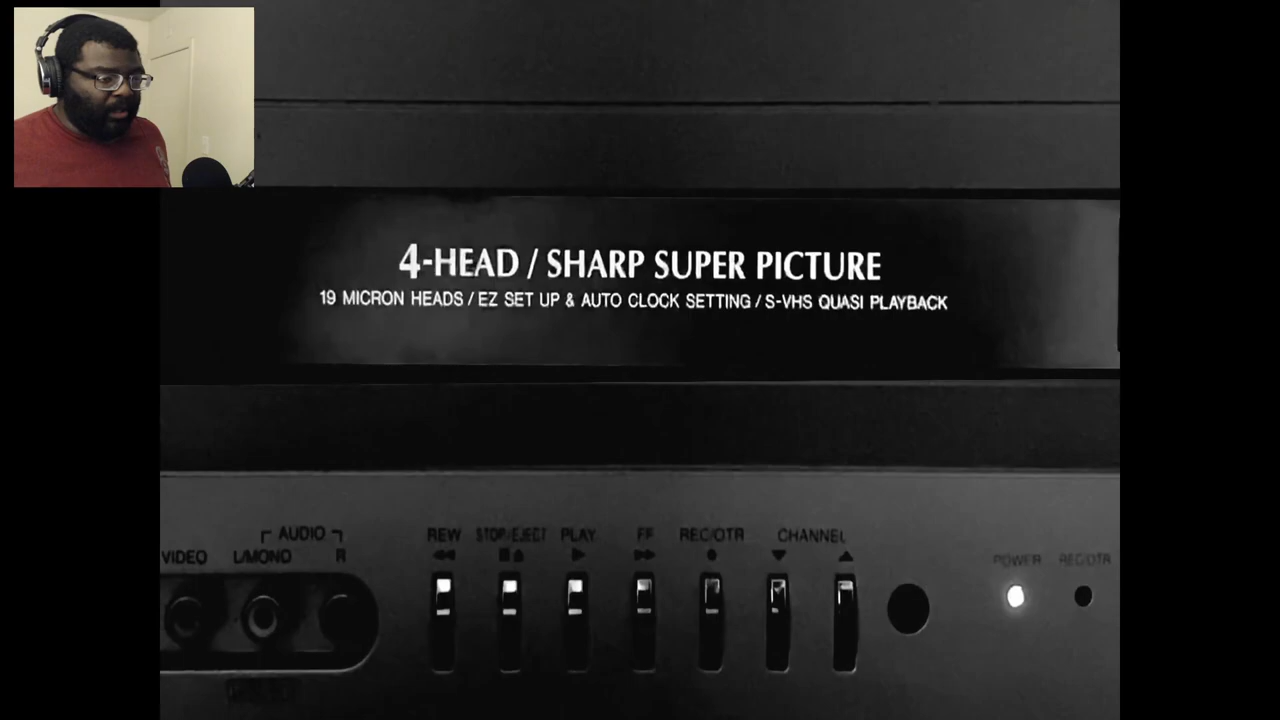 4-HEAD / SHARP SUPER PICTURE
19 MICRON HEADS / EZ SET UP & AUTO CLOCK SETTING / S-VHS QUASI PLAYBACK
AUDIO
VIDEO L/MONO R
REW STOP/EJECT PLAY FF REC/OTR CHANNEL
POWER REC/OTR